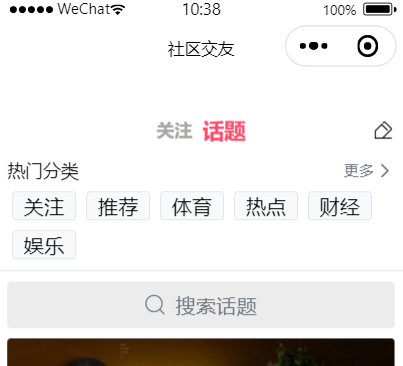 WeChat 10:38 100%
社区交友
关注 话题
热门分类 更多
关注 推荐 体育 热点 财经
娱乐
搜索话题